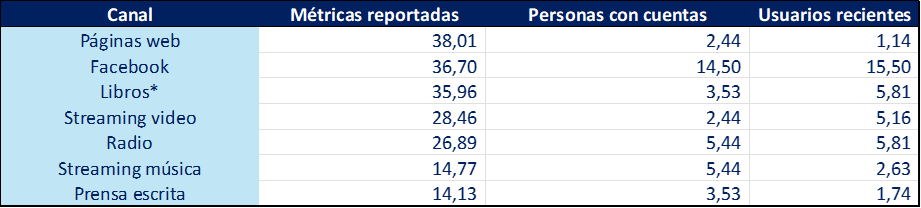 Canal Métricas reportadas Personas con cuentas Usuarios recientes
Páginas web 38,01 2,44 1,14
Facebook 36,70 14,50 15,50
Libros* 35,96 3,53 5,81
Streaming video 28,46 2,44 5,16
Radio 26,89 5,44 5,81
Streaming música 14,77 5,44 2,63
Prensa escrita 14,13 3,53 1,74